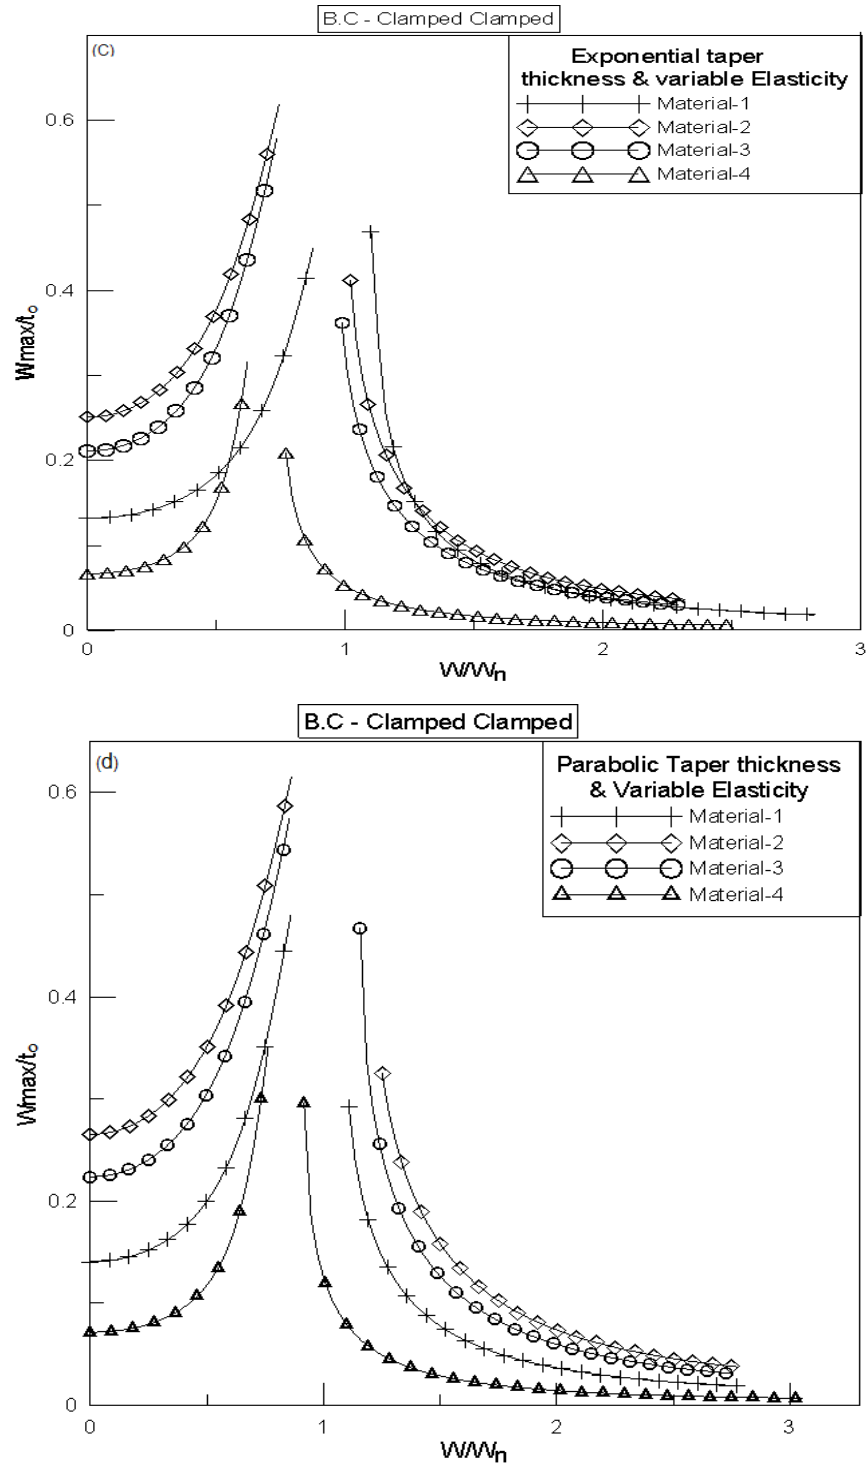 B.C - Clamped Clamped
(C)
Exponential taper
thickness & variable Elasticity
Material-1
Material-2
Material-3
Material-4
0.6
0.4
0.2
0
Wmax/to
0 1 2 3
W/Wn
B.C - Clamped Clamped
(d)
Parabolic Taper thickness
& Variable Elasticity
Material-1
Material-2
Material-3
Material-4
0.6
0.4
0.2
0
Wmax/to
0 1 2 3
W/Wn